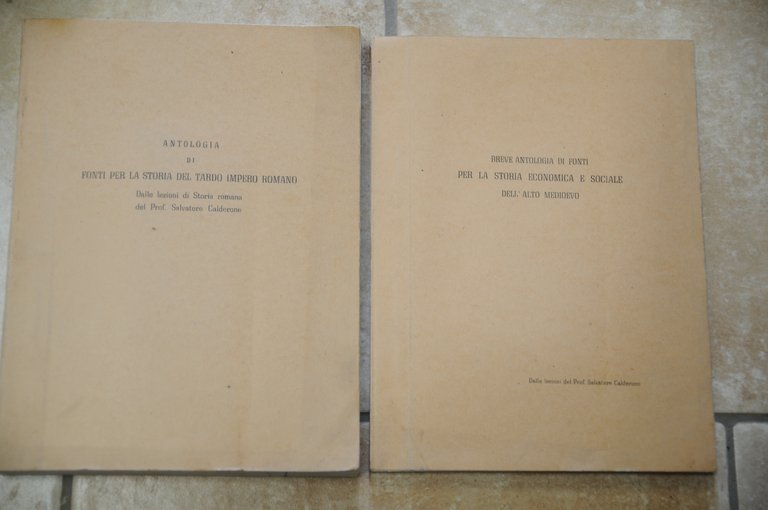 ANTOLOGIA
DI
FONTI PER LA STORIA DEL TARDO IMPERO ROMANO
Dalle lezioni di Storia romana
del Prof. Salvatore Calderone
BREVE ANTOLOGIA DI FONTI
PER LA STORIA ECONOMICA E SOCIALE
DELL'ALTO MEDIOEVO
Dalle lezioni del Prof. Salvatore Calderone